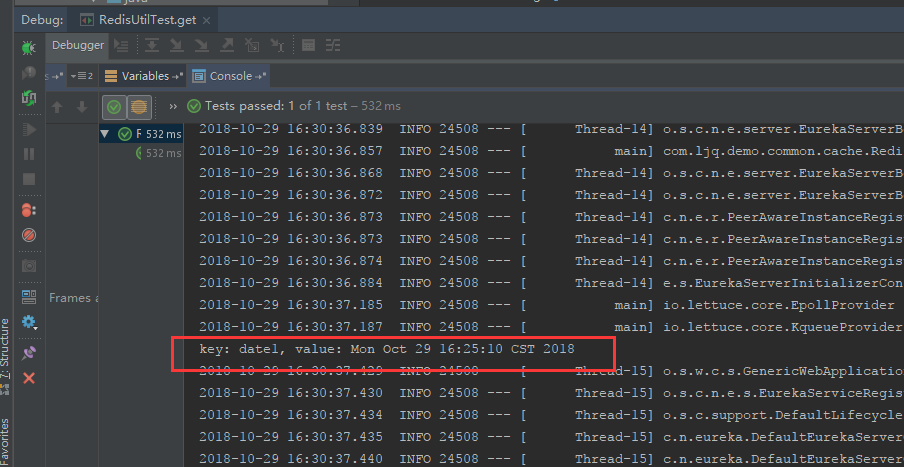 java
Debug:
RedisUtilTest.get
Debugger
Variables
Console
Tests passed: 1 of 1 test – 532 ms
532 ms
532 ms
2018-10-29 16:30:36.839 INFO 24508 --- [ Thread-14] o.s.c.n.e.server.EurekaServerB
2018-10-29 16:30:36.857 INFO 24508 --- [ main] com.ljq.demo.common.cache.Redi
2018-10-29 16:30:36.868 INFO 24508 --- [ Thread-14] o.s.c.n.e.server.EurekaServerB
2018-10-29 16:30:36.872 INFO 24508 --- [ Thread-14] o.s.c.n.e.server.EurekaServerB
2018-10-29 16:30:36.873 INFO 24508 --- [ Thread-14] c.n.e.r.PeerAwareInstanceRegis
2018-10-29 16:30:36.873 INFO 24508 --- [ Thread-14] c.n.e.r.PeerAwareInstanceRegis
2018-10-29 16:30:36.874 INFO 24508 --- [ Thread-14] c.n.e.r.PeerAwareInstanceRegis
2018-10-29 16:30:36.884 INFO 24508 --- [ Thread-14] e.s.EurekaServerInitializerCon
2018-10-29 16:30:37.185 INFO 24508 --- [ main] io.lettuce.core.EpollProvider
2018-10-29 16:30:37.187 INFO 24508 --- [ main] io.lettuce.core.KqueueProvider
Frames a
key: date1, value: Mon Oct 29 16:25:10 CST 2018
2018-10-29 16:30:37.429 INFO 24508 --- [ Thread-15] o.s.w.c.s.GenericWebApplicatio
2018-10-29 16:30:37.430 INFO 24508 --- [ Thread-15] o.s.c.n.e.s.EurekaServiceRegis
2018-10-29 16:30:37.434 INFO 24508 --- [ Thread-15] o.s.c.support.DefaultLifecycle
2018-10-29 16:30:37.435 INFO 24508 --- [ Thread-15] c.n.eureka.DefaultEurekaServer
2018-10-29 16:30:37.440 INFO 24508 --- [ Thread-15] c.n.eureka.DefaultEurekaServer
7: Structure
Favorites